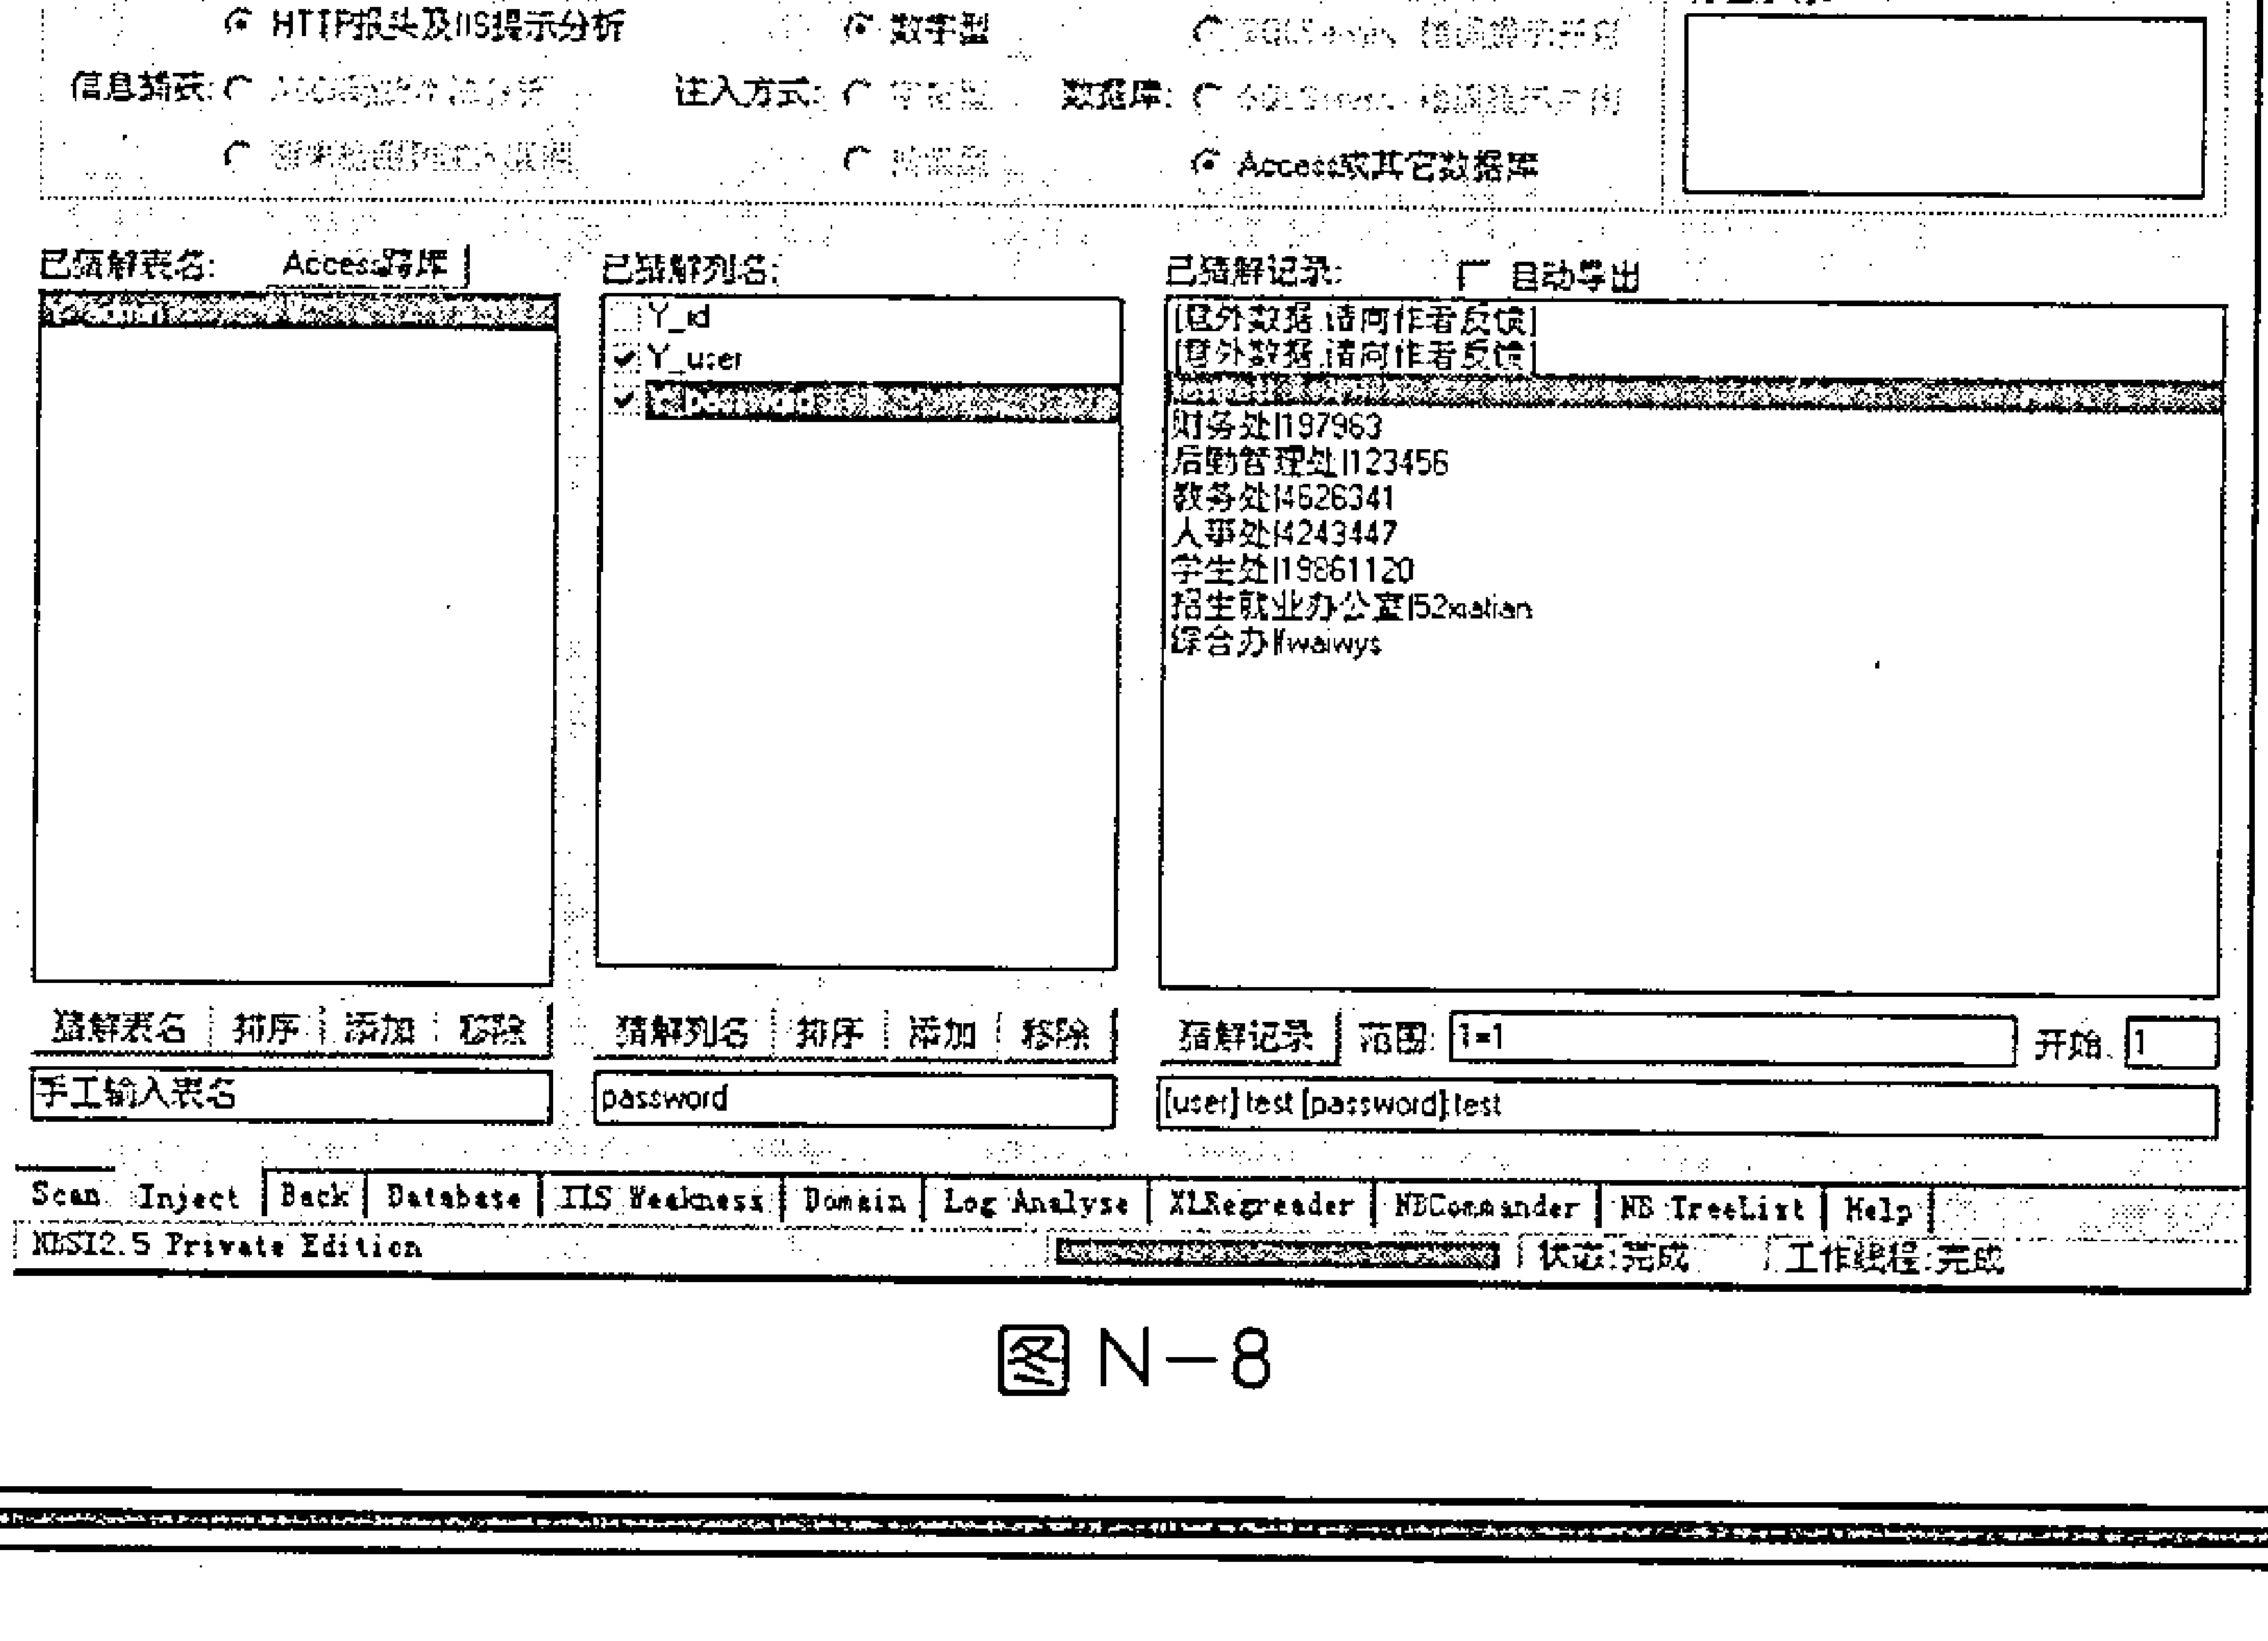 HTTP报头及IIS提示分析
数字型
信息捕获:
注入方式:
数据库:
Access或其它数据库
已猜解表名:
Access跨库
已猜解列名:
已猜解记录:
自动导出
Y_id
[意外数据,请向作者反馈]
[意外数据,请向作者反馈]
Y_user
Y_password
财务处|197963
后勤管理处|123456
教务处|4626341
人事处|4243447
学生处|19861120
招生就业办公室|52xiatian
综合办|fwaiwys
猜解表名 排序 添加 移除
猜解列名 排序 添加 移除
猜解记录 范围: 1=1 开始: 1
手工输入表名
password
[user]:test [password]:test
Scan Inject Back Database IIS Weakness Domain Log Analyse XLRegreader NBCommander NB TreeList Help
NBSI2.5 Private Edition
状态:完成
工作线程:完成
图 N-8